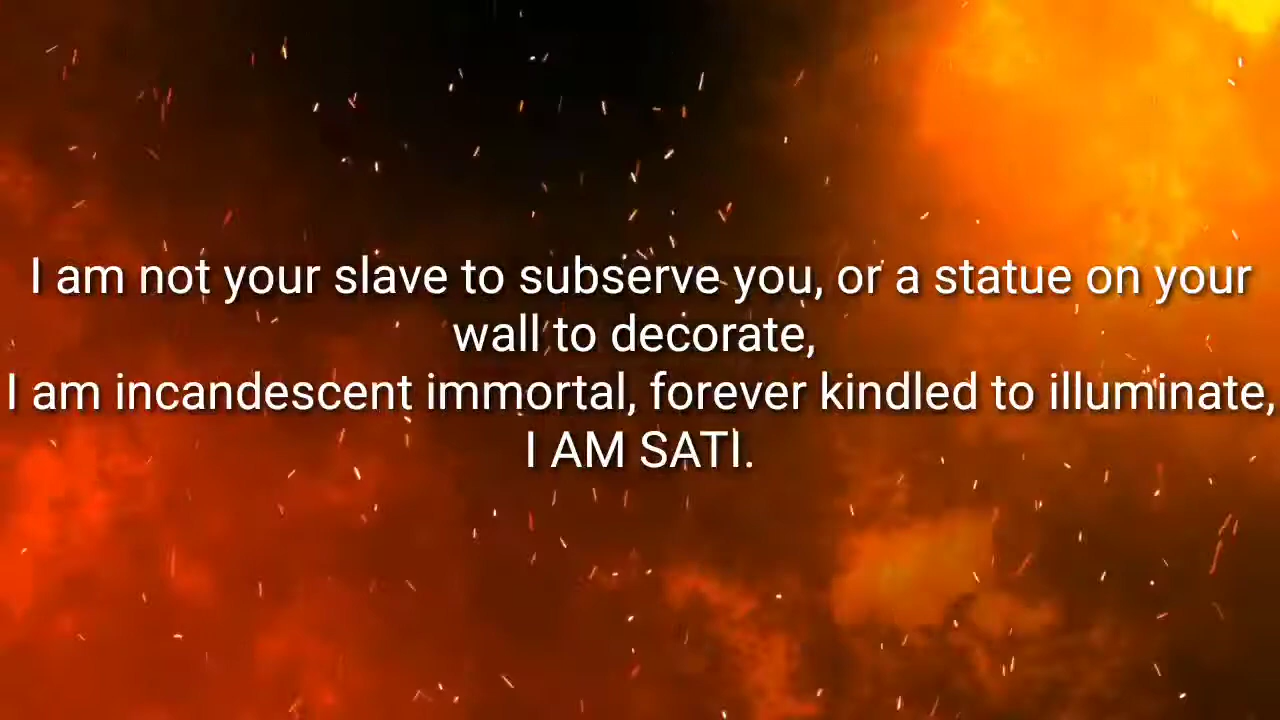 I am not your slave to subserve you, or a statue on your
wall to decorate,
I am incandescent immortal, forever kindled to illuminate,
I AM SATI.